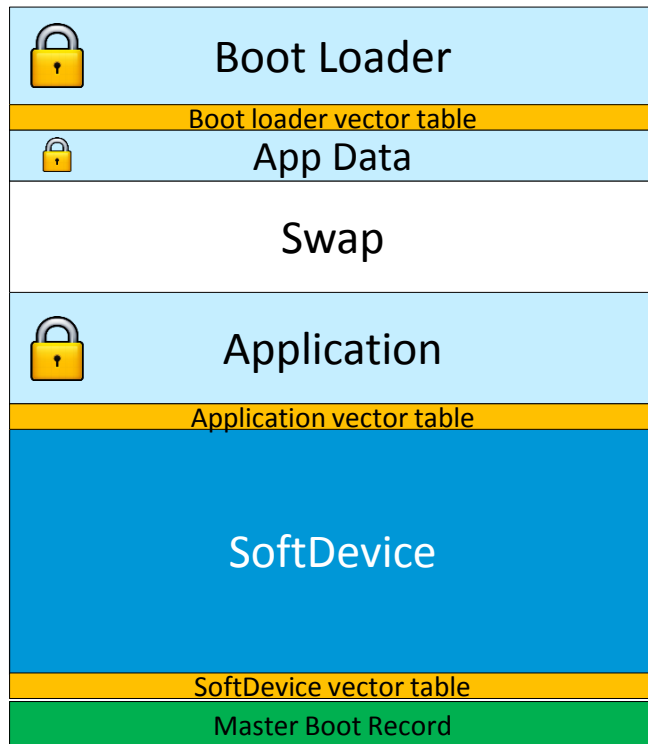 Boot Loader
Boot loader vector table
App Data
Swap
Application
Application vector table
SoftDevice
SoftDevice vector table
Master Boot Record